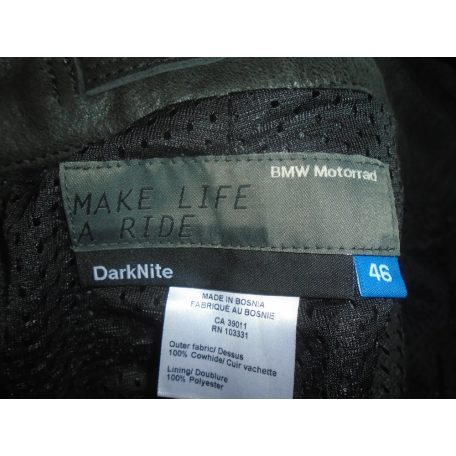 BMW Motorrad
MAKE LIFE
A RIDE
DarkNite
46
MADE IN BOSNIA
FABRIQUÉ AU BOSNIE
CA 39011
RN 103331
Outer fabric/ Dessus
100% Cowhide/ Cuir vachette
Lining/ Doublure
100% Polyester